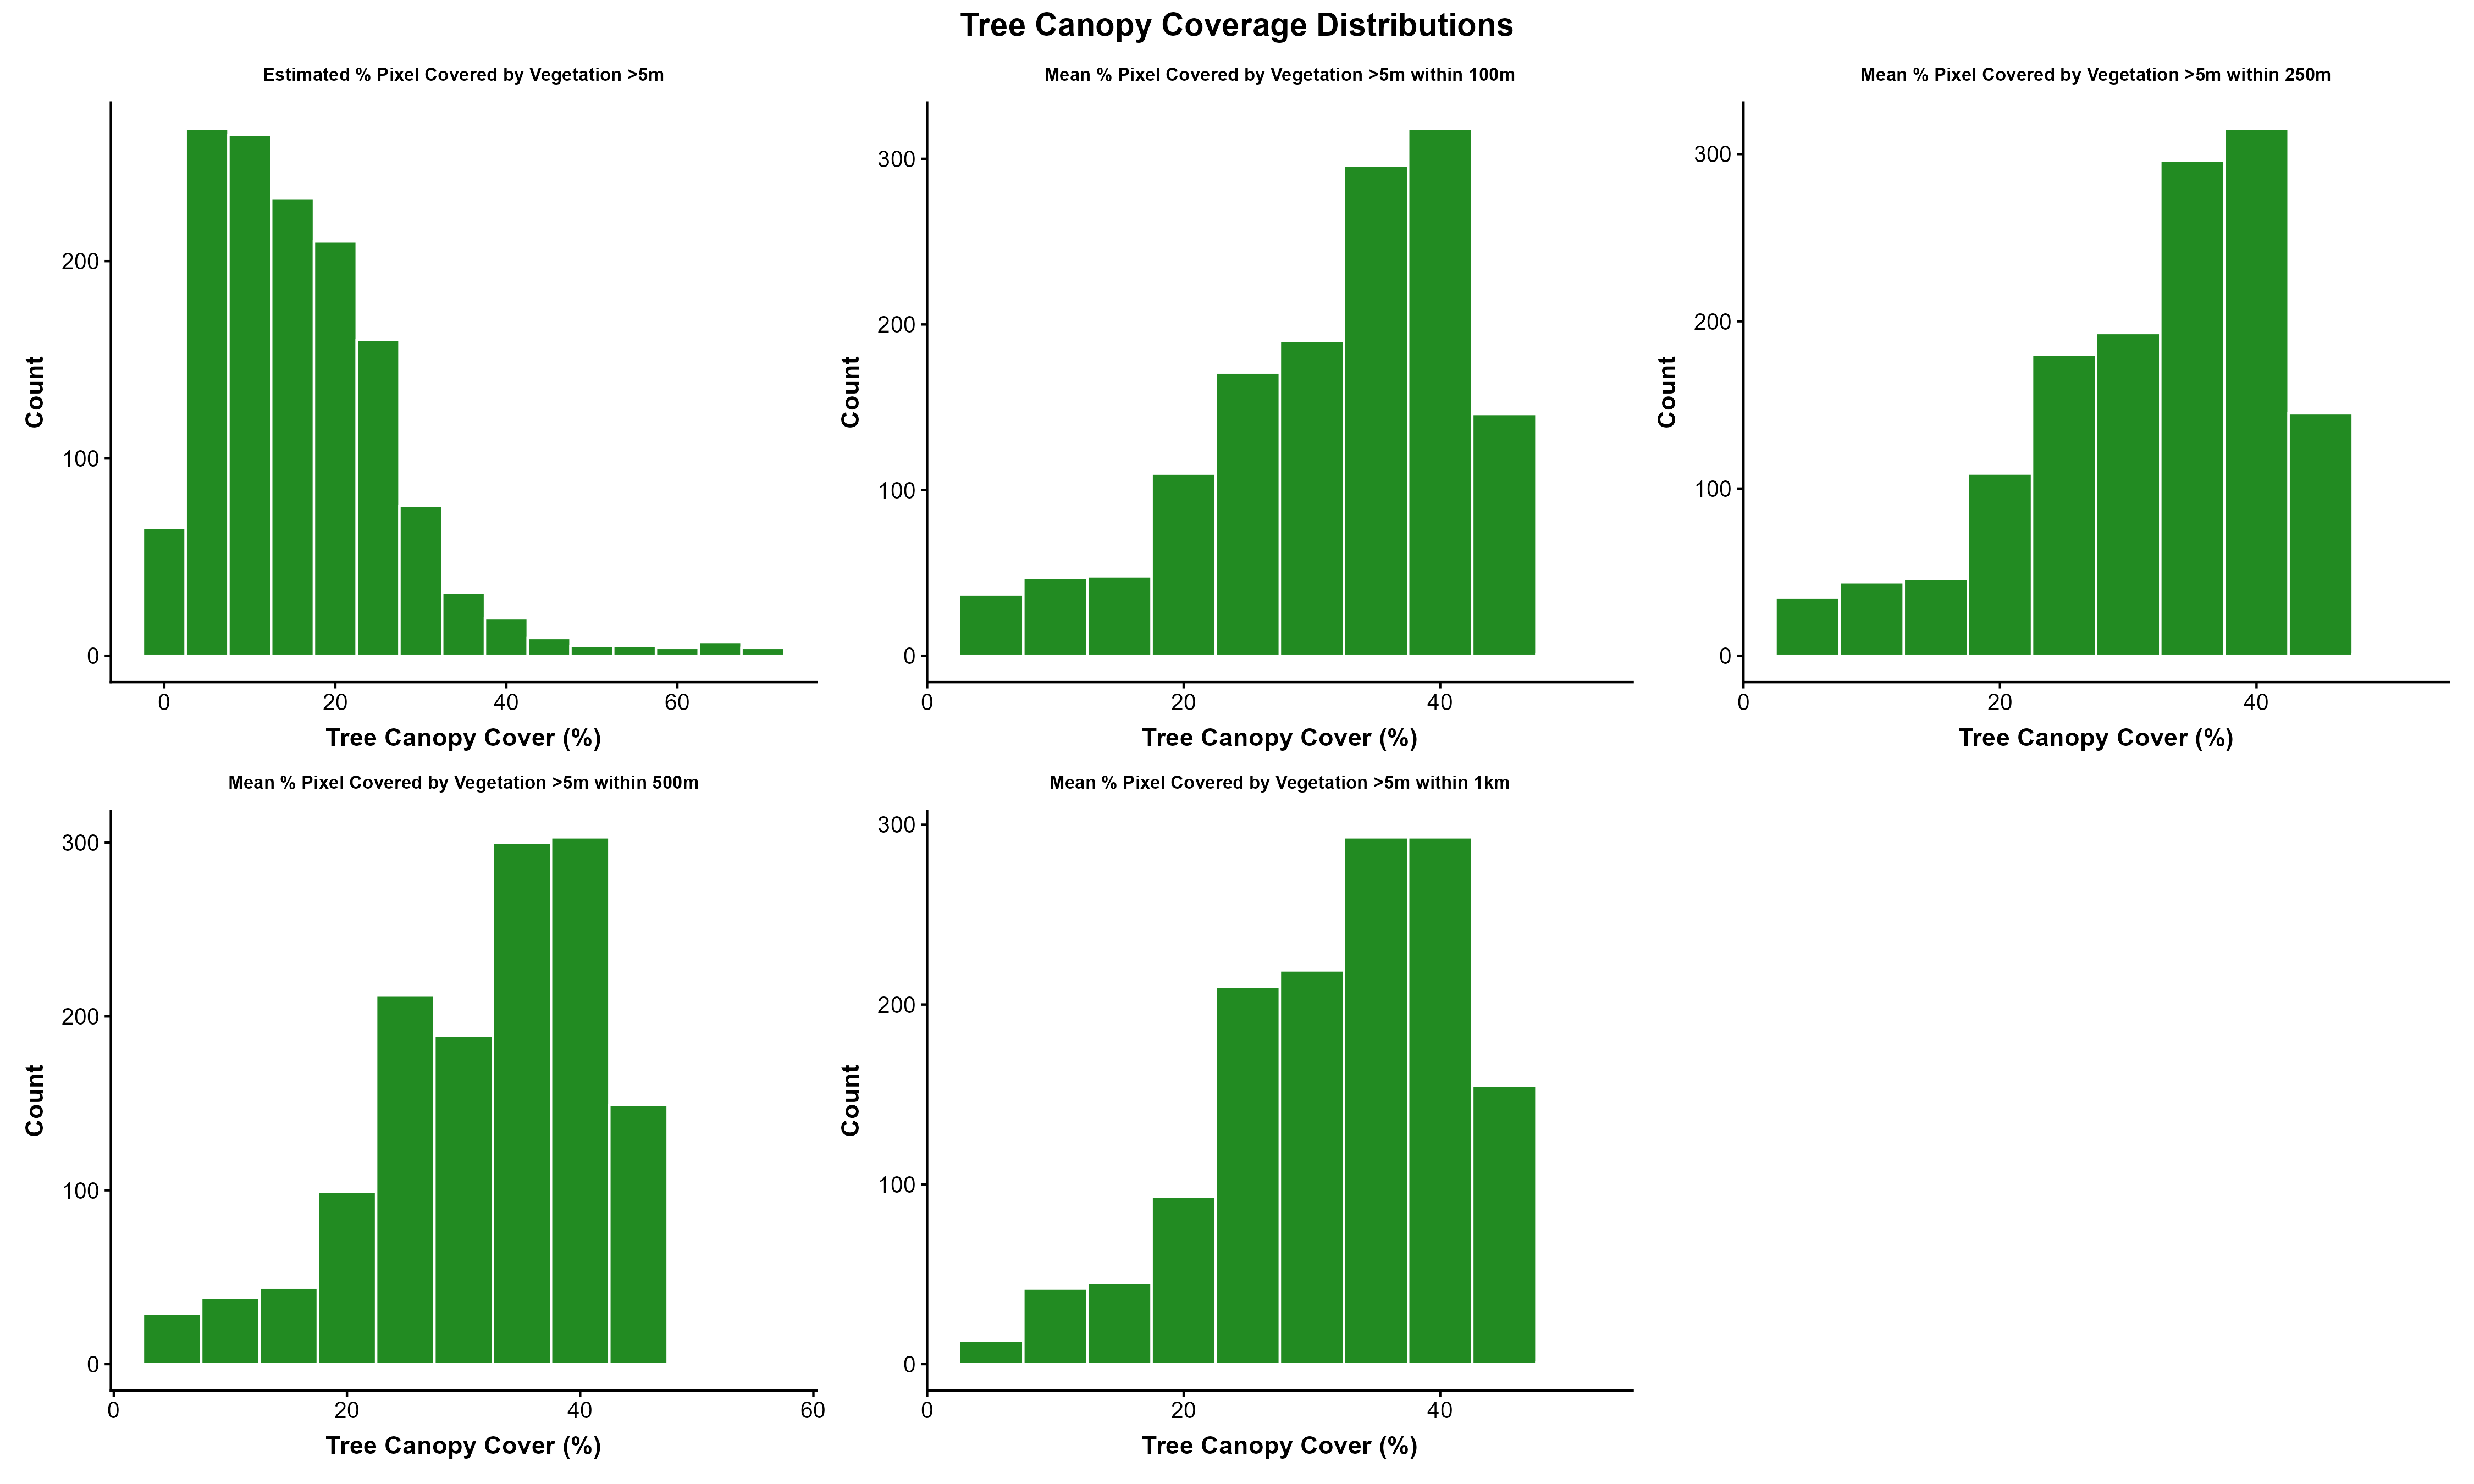 Tree Canopy Coverage Distributions
Estimated % Pixel Covered by Vegetation >5m
Count
200
100
0
0 20 40 60
Tree Canopy Cover (%)
Mean % Pixel Covered by Vegetation >5m within 100m
Count
300
200
100
0
0 20 40
Tree Canopy Cover (%)
Mean % Pixel Covered by Vegetation >5m within 250m
Count
300
200
100
0
0 20 40
Tree Canopy Cover (%)
Mean % Pixel Covered by Vegetation >5m within 500m
Count
300
200
100
0
0 20 40 60
Tree Canopy Cover (%)
Mean % Pixel Covered by Vegetation >5m within 1km
Count
300
200
100
0
0 20 40
Tree Canopy Cover (%)